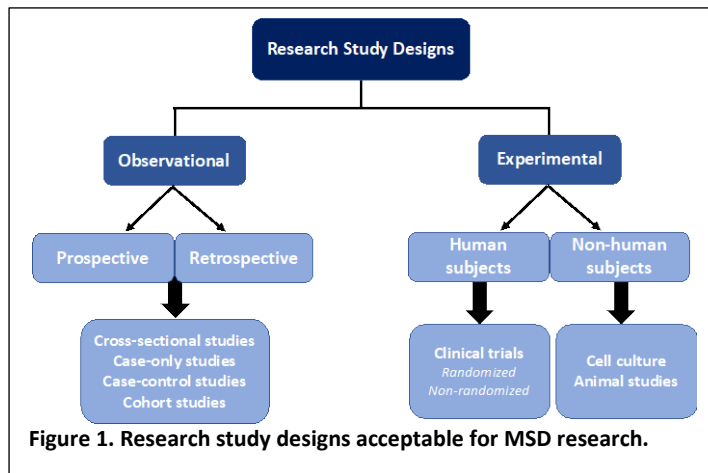 Research Study Designs
Observational
Experimental
Prospective
Retrospective
Human
subjects
Non-human
subjects
Cross-sectional studies
Case-only studies
Case-control studies
Cohort studies
Clinical trials
Randomized
Non-randomized
Cell culture
Animal studies
Figure 1. Research study designs acceptable for MSD research.